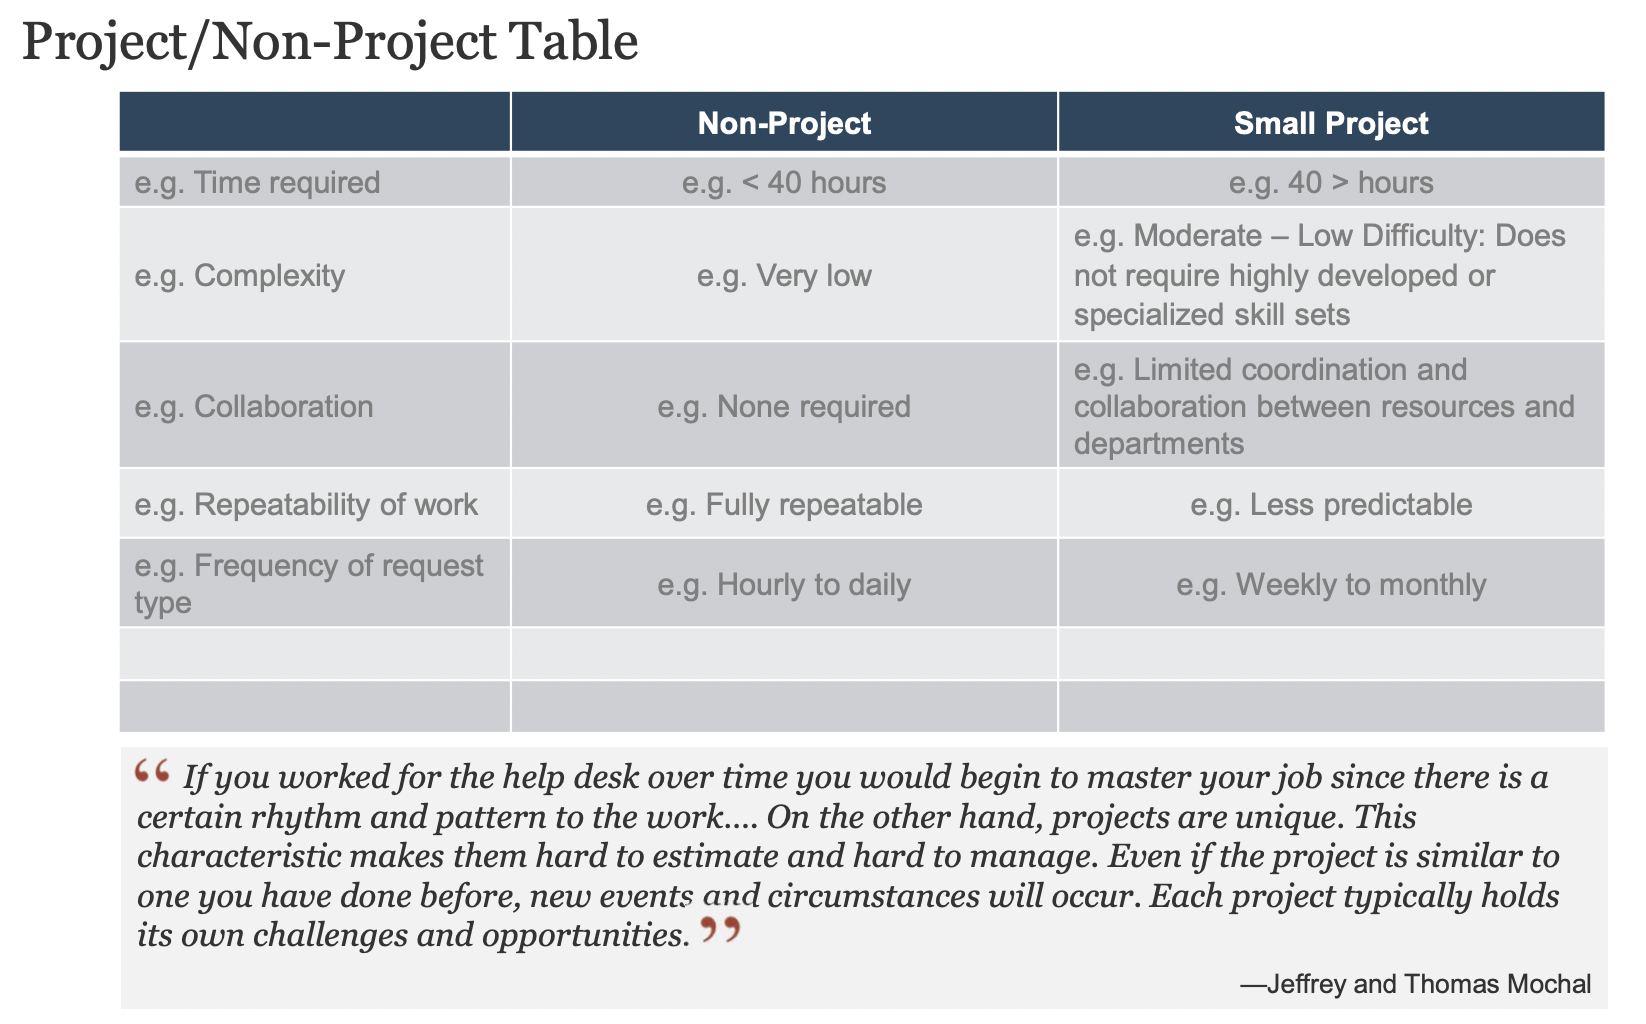 Project/Non-Project Table
Non-Project
Small Project
e.g. Time required
e.g. < 40 hours
e.g. 40 > hours
e.g. Complexity
e.g. Very low
e.g. Moderate – Low Difficulty: Does
not require highly developed or
specialized skill sets
e.g. Collaboration
e.g. None required
e.g. Limited coordination and
collaboration between resources and
departments
e.g. Repeatability of work
e.g. Fully repeatable
e.g. Less predictable
e.g. Frequency of request
type
e.g. Hourly to daily
e.g. Weekly to monthly
“ If you worked for the help desk over time you would begin to master your job since there is a
certain rhythm and pattern to the work…. On the other hand, projects are unique. This
characteristic makes them hard to estimate and hard to manage. Even if the project is similar to
one you have done before, new events and circumstances will occur. Each project typically holds
its own challenges and opportunities. ”
—Jeffrey and Thomas Mochal